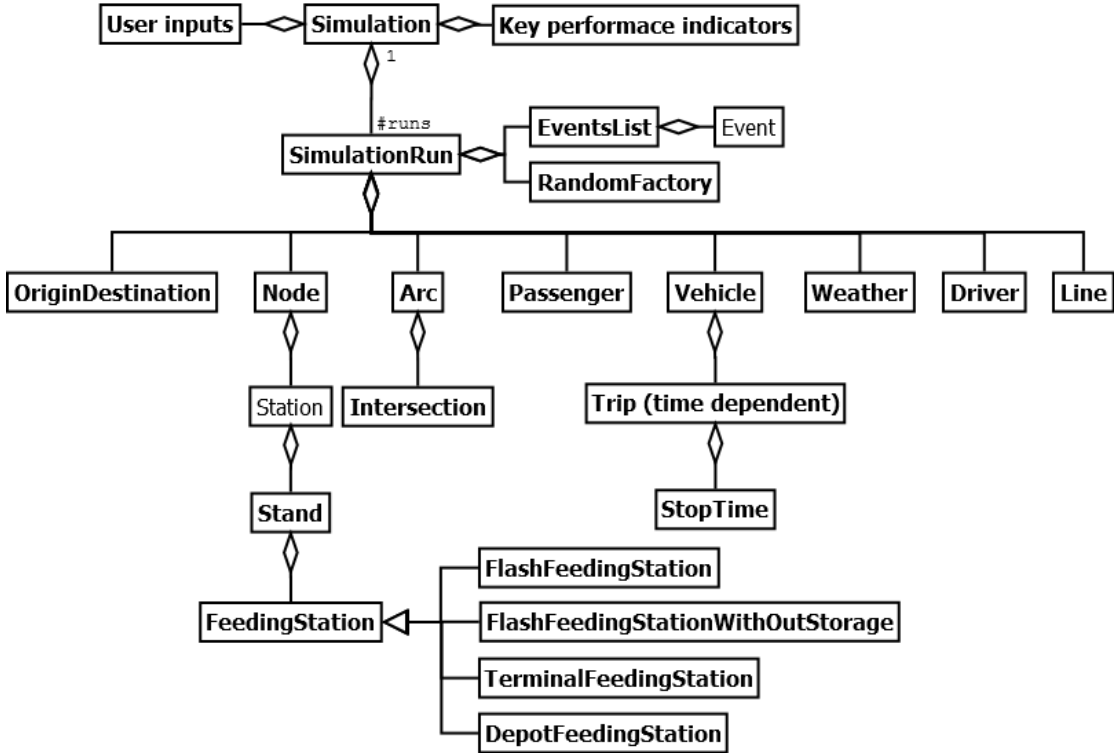 User inputs
Simulation
Key performace indicators
1
#runs
SimulationRun
EventsList
Event
RandomFactory
OriginDestination
Node
Arc
Passenger
Vehicle
Weather
Driver
Line
Station
Intersection
Trip (time dependent)
Stand
StopTime
FeedingStation
FlashFeedingStation
FlashFeedingStationWithOutStorage
TerminalFeedingStation
DepotFeedingStation